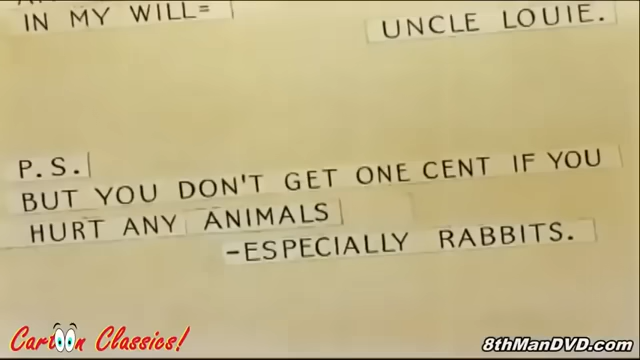 IN MY WILL=
UNCLE LOUIE.
P.S.
BUT YOU DON'T GET ONE CENT IF YOU
HURT ANY ANIMALS
-ESPECIALLY RABBITS.
Cartoon Classics!
8thManDVD.com